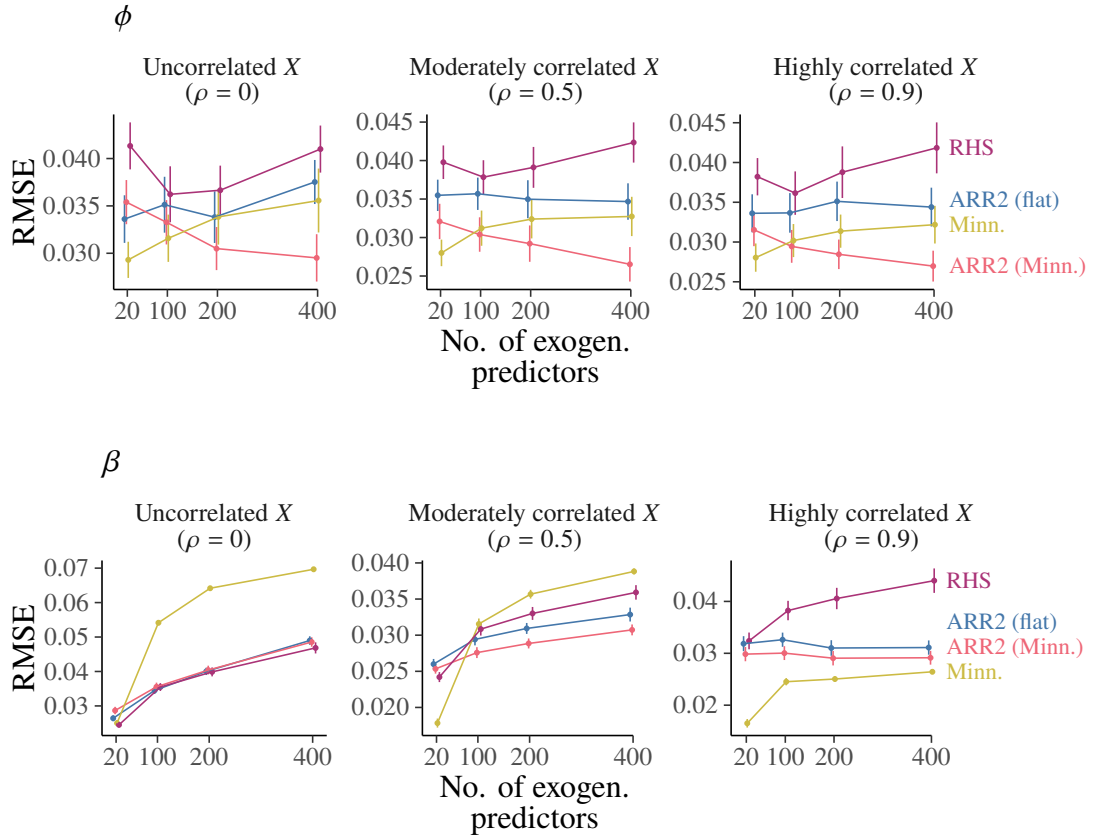 ϕ
Uncorrelated X
(ρ = 0)
Moderately correlated X
(ρ = 0.5)
Highly correlated X
(ρ = 0.9)
RMSE
0.040
0.035
0.030
20 100 200 400
0.045
0.040
0.035
0.030
0.025
20 100 200 400
0.045
0.040
0.035
0.030
0.025
20 100 200 400
RHS
ARR2 (flat)
Minn.
ARR2 (Minn.)
No. of exogen.
predictors
β
Uncorrelated X
(ρ = 0)
Moderately correlated X
(ρ = 0.5)
Highly correlated X
(ρ = 0.9)
RMSE
0.07
0.06
0.05
0.04
0.03
20 100 200 400
0.040
0.035
0.030
0.025
0.020
20 100 200 400
0.04
0.03
0.02
20 100 200 400
RHS
ARR2 (flat)
ARR2 (Minn.)
Minn.
No. of exogen.
predictors